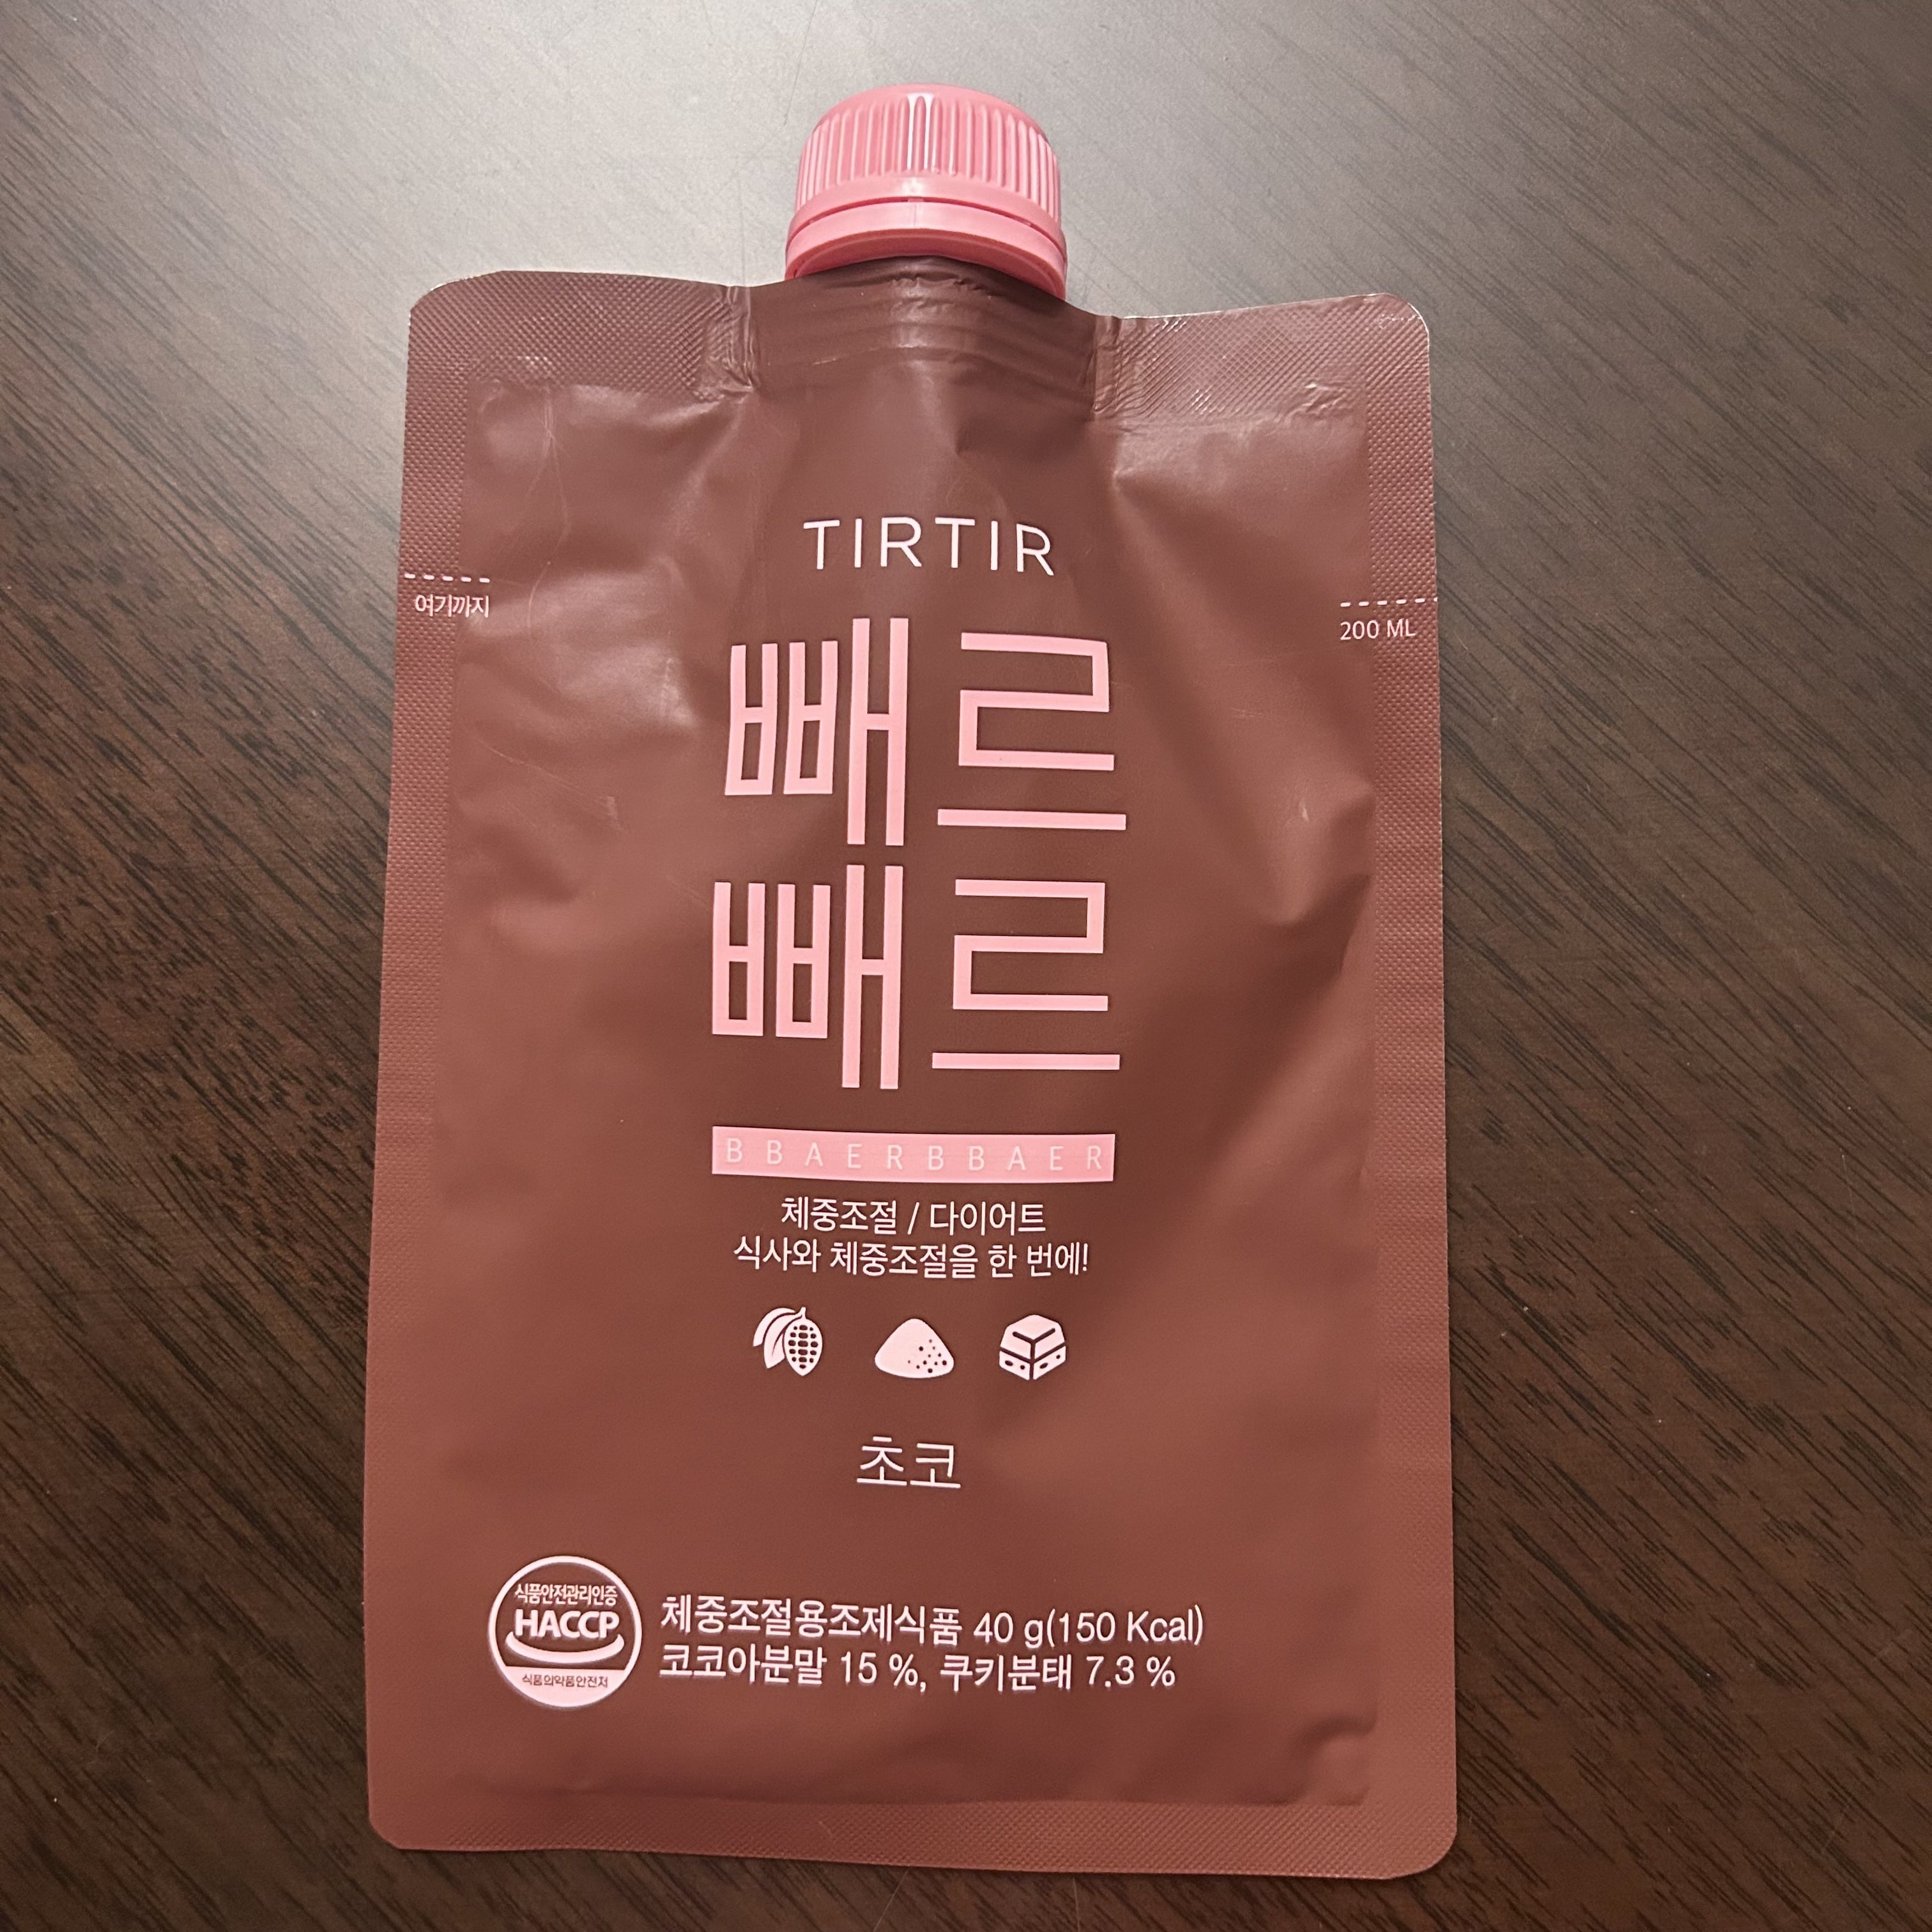 TIRTIR
여기까지
200 ML
빼르
빼르
BBAERBBAER
체중조절 / 다이어트
식사와 체중조절을 한 번에!
초코
식품안전관리인증
HACCP
식품의약품안전처
체중조절용조제식품 40 g(150 Kcal)
코코아분말 15 %, 쿠키분태 7.3 %